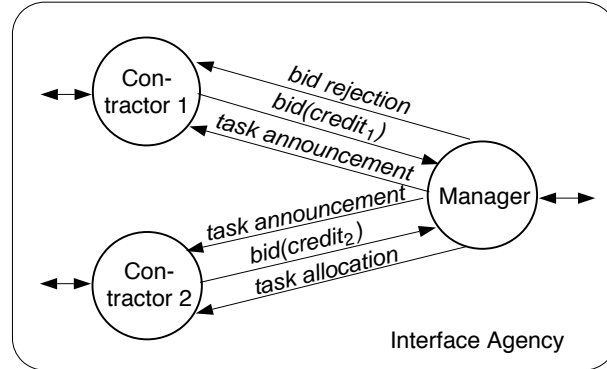 Con-
tractor 1
bid rejection
bid(credit1)
task announcement
Manager
task announcement
bid(credit2)
task allocation
Con-
tractor 2
Interface Agency